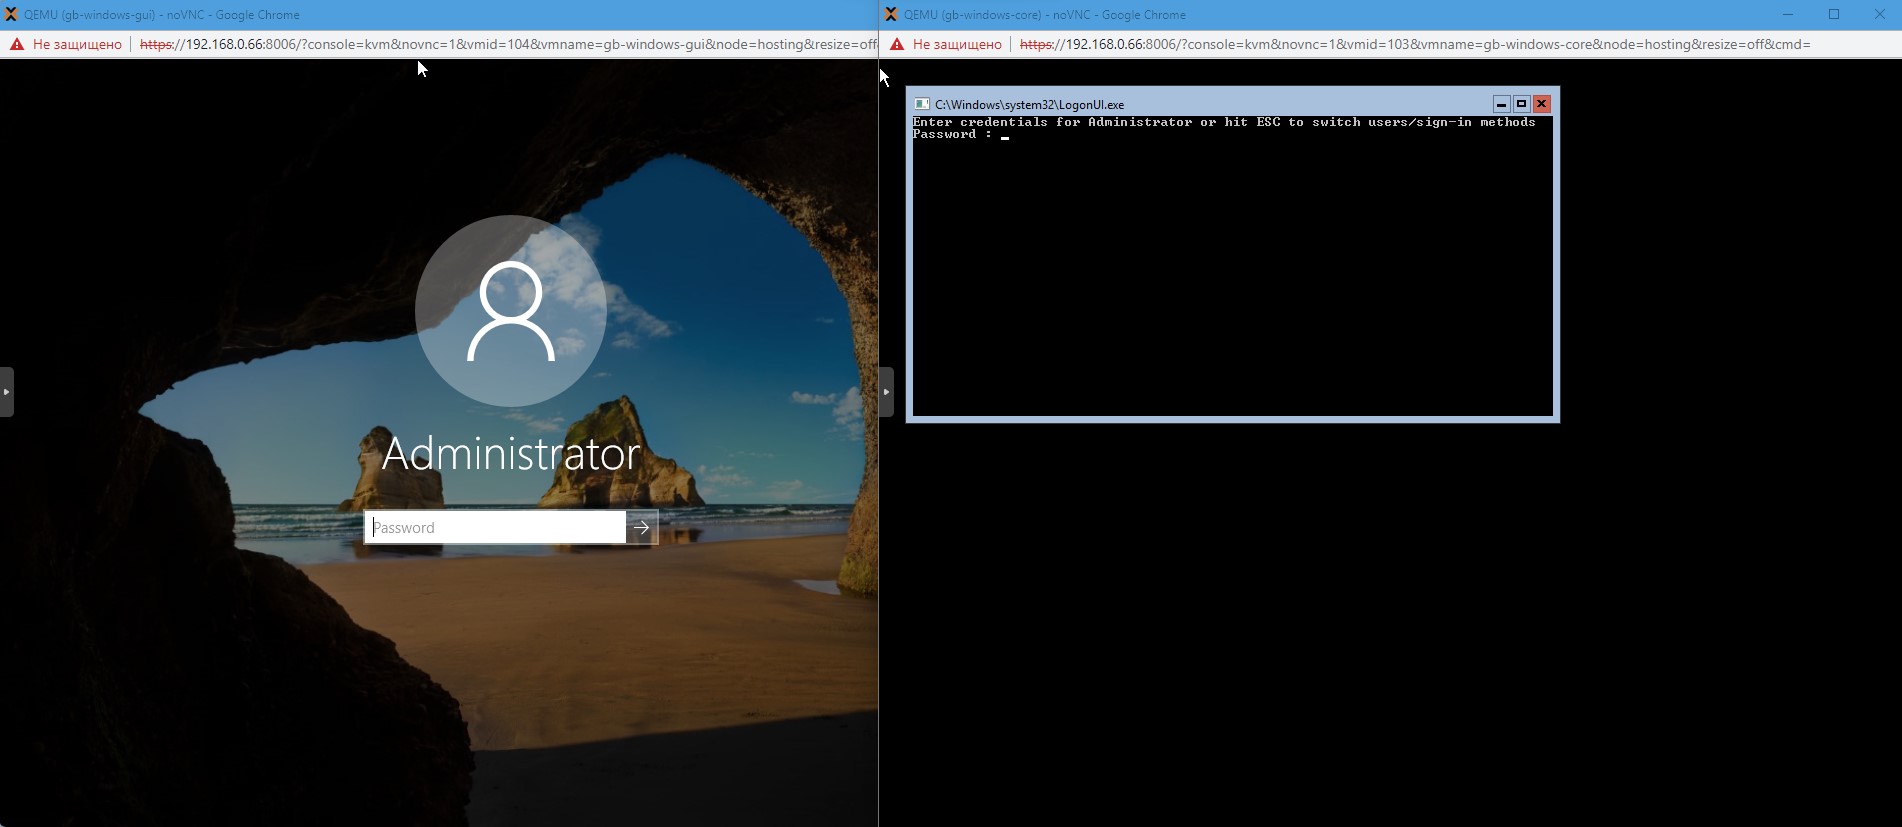 QEMU (gb-windows-gui) - noVNC - Google Chrome
Не защищено https://192.168.0.66:8006/?console=kvm&novnc=1&vmid=104&vmname=gb-windows-gui&node=hosting&resize=off
Administrator
Password
QEMU (gb-windows-core) - noVNC - Google Chrome
Не защищено https://192.168.0.66:8006/?console=kvm&novnc=1&vmid=103&vmname=gb-windows-core&node=hosting&resize=off&cmd=
C:\Windows\system32\LogonUI.exe
Enter credentials for Administrator or hit ESC to switch users/sign-in methods
Password : _